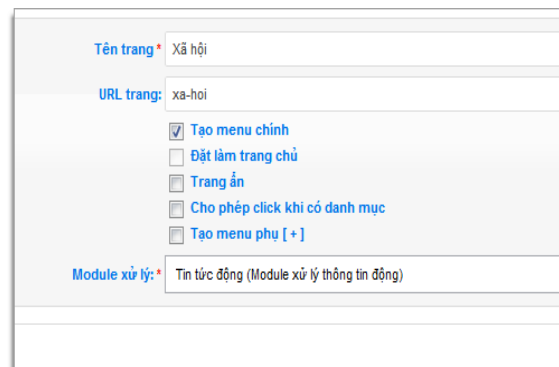 Tên trang * Xã hội
URL trang: xa-hoi
Tạo menu chính
Đặt làm trang chủ
Trang ẩn
Cho phép click khi có danh mục
Tạo menu phụ [ + ]
Module xử lý: * Tin tức động (Module xử lý thông tin động)